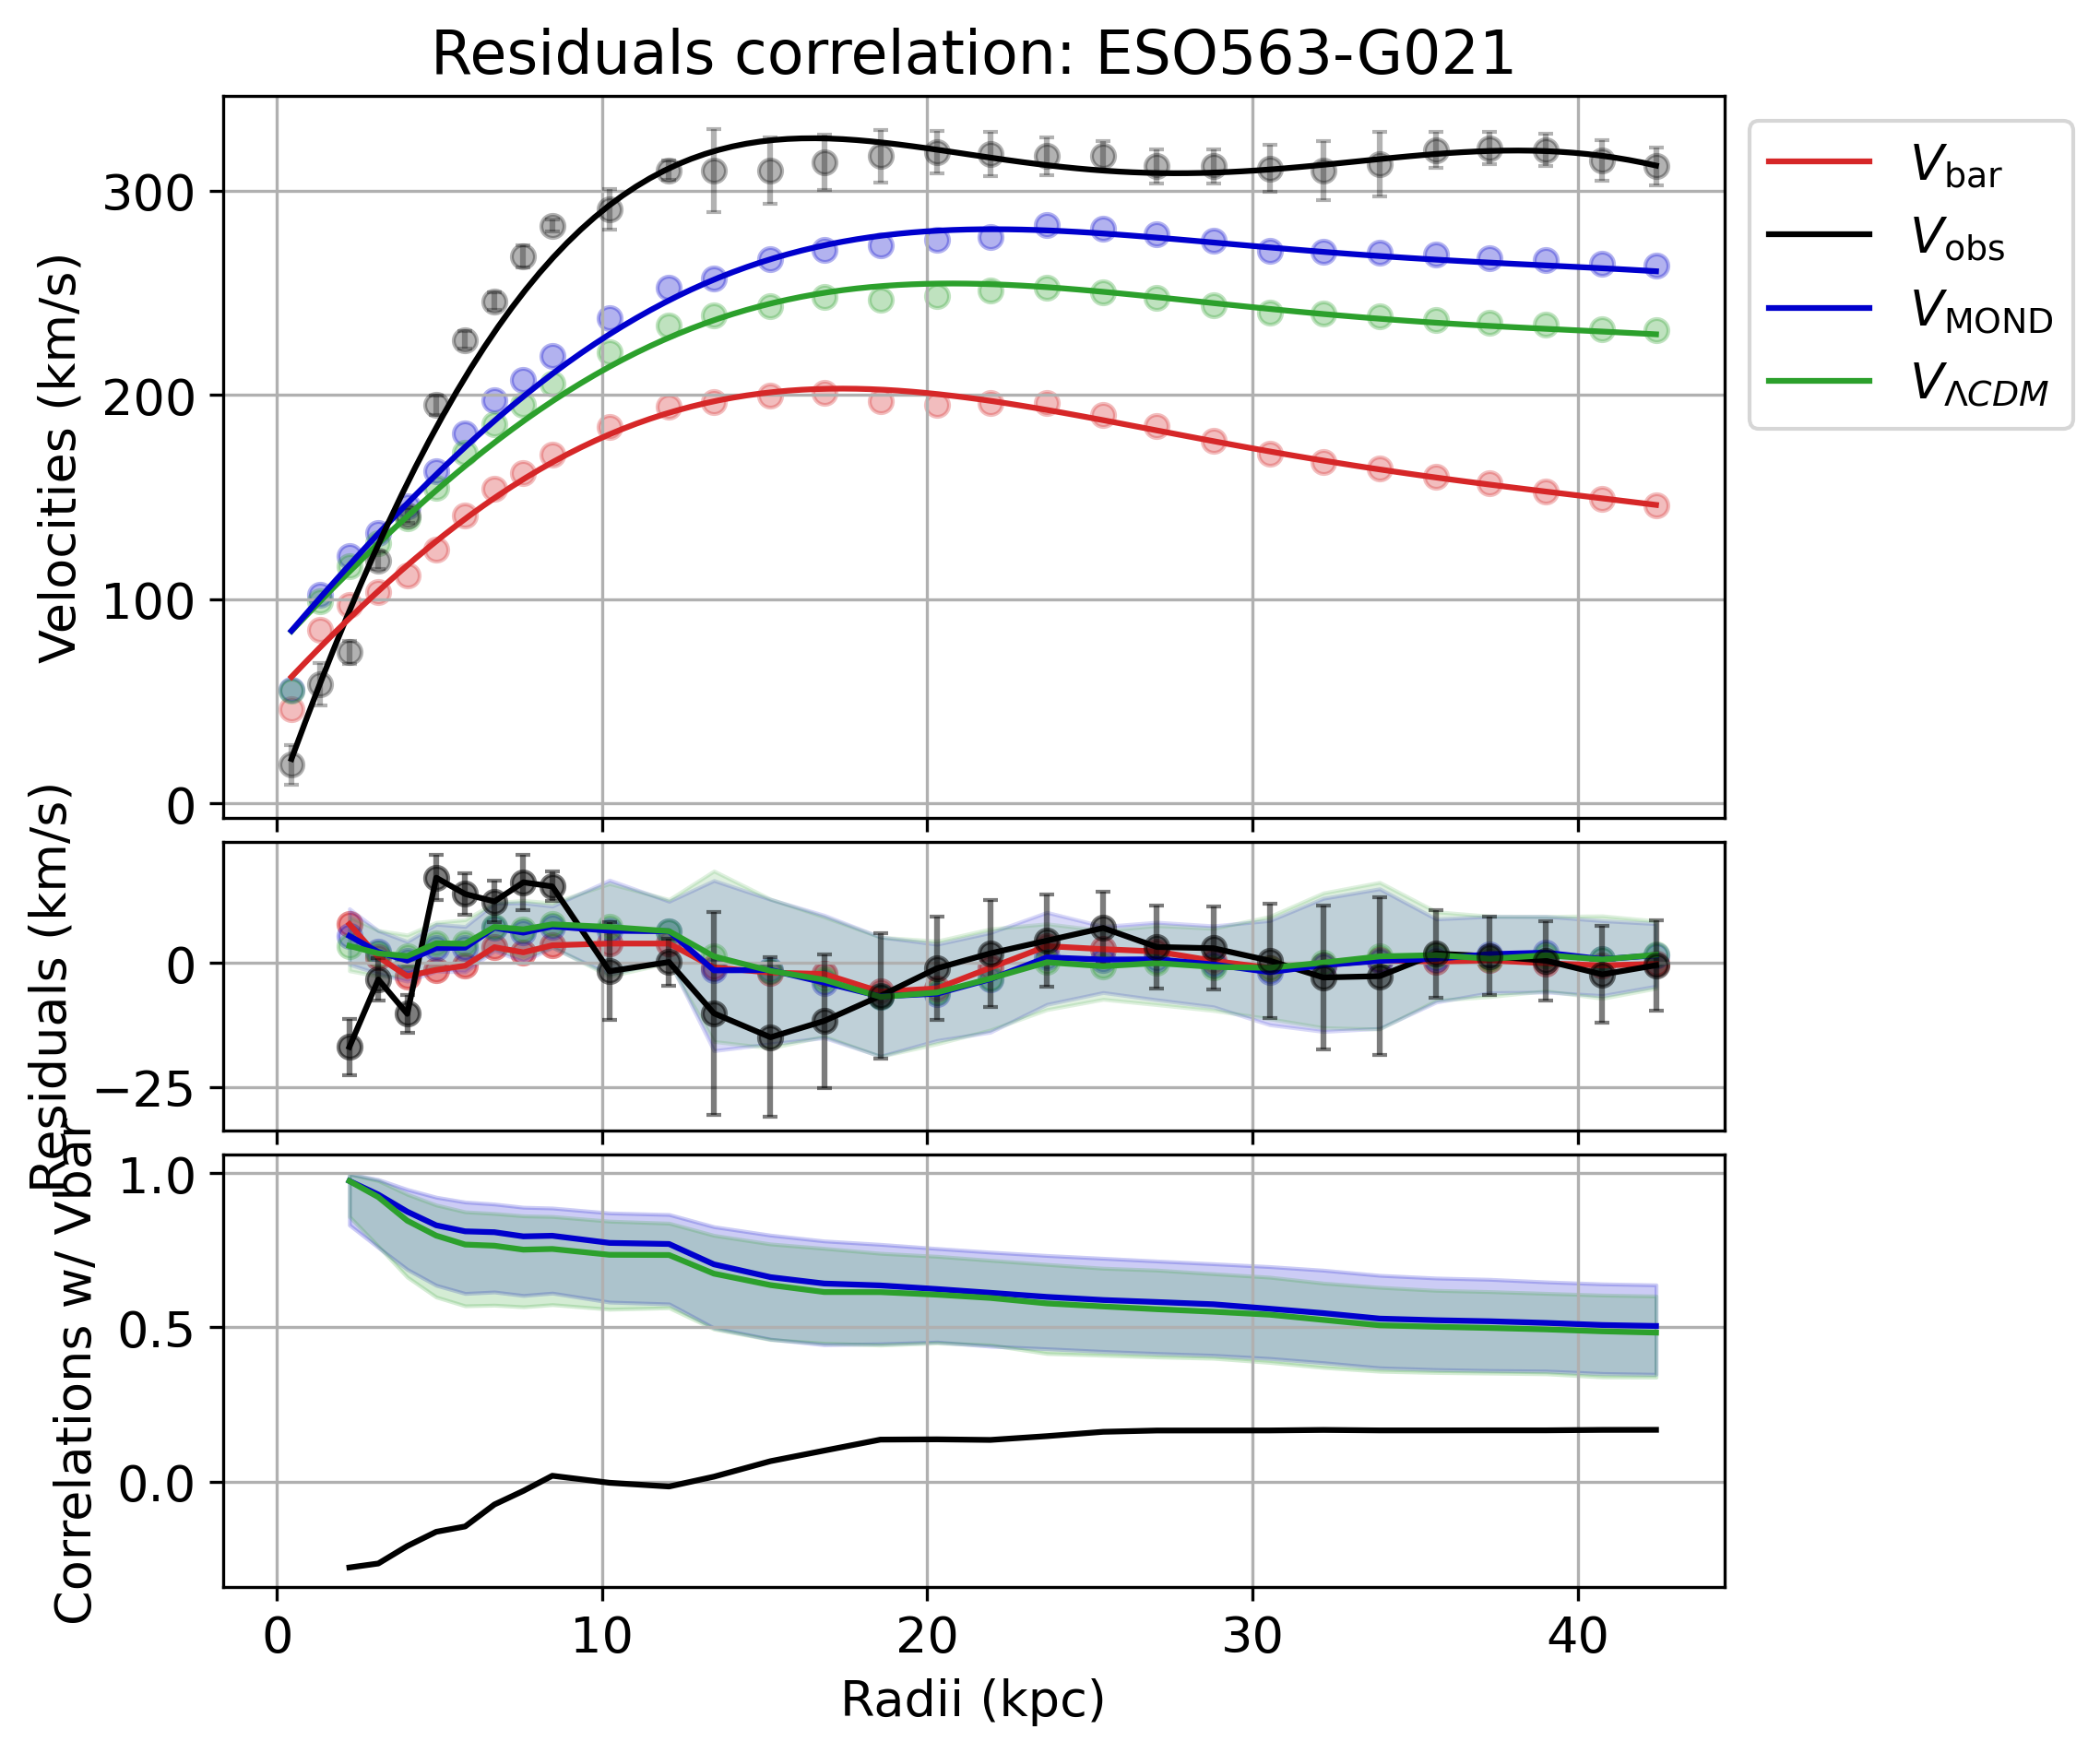 Residuals correlation: ESO563-G021
Velocities (km/s)
300
200
100
0
V_bar
V_obs
V_MOND
V_ΛCDM
Residuals (km/s)
0
−25
Correlations w/ Vbar
1.0
0.5
0.0
0 10 20 30 40
Radii (kpc)